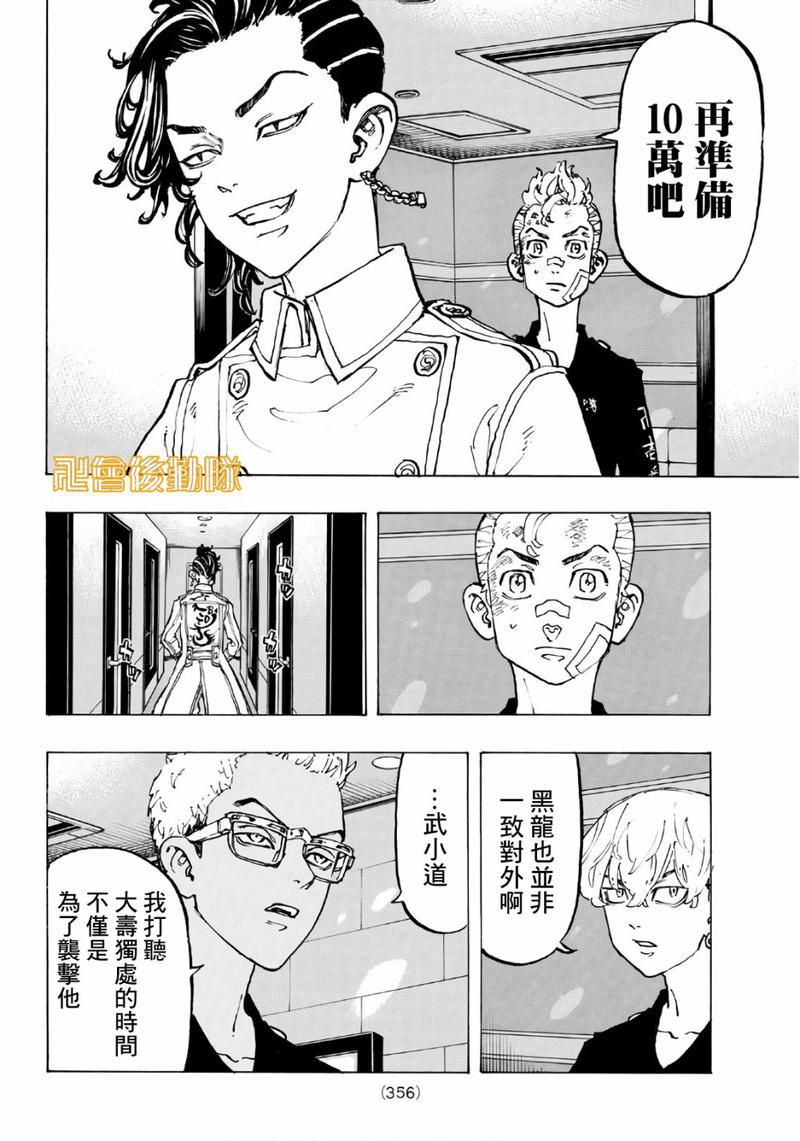 再準備
10萬吧
卍會後勤隊
黑龍也並非
一致對外啊
…武小道
我打聽
大壽獨處的時間
不僅是
為了襲擊他
(356)